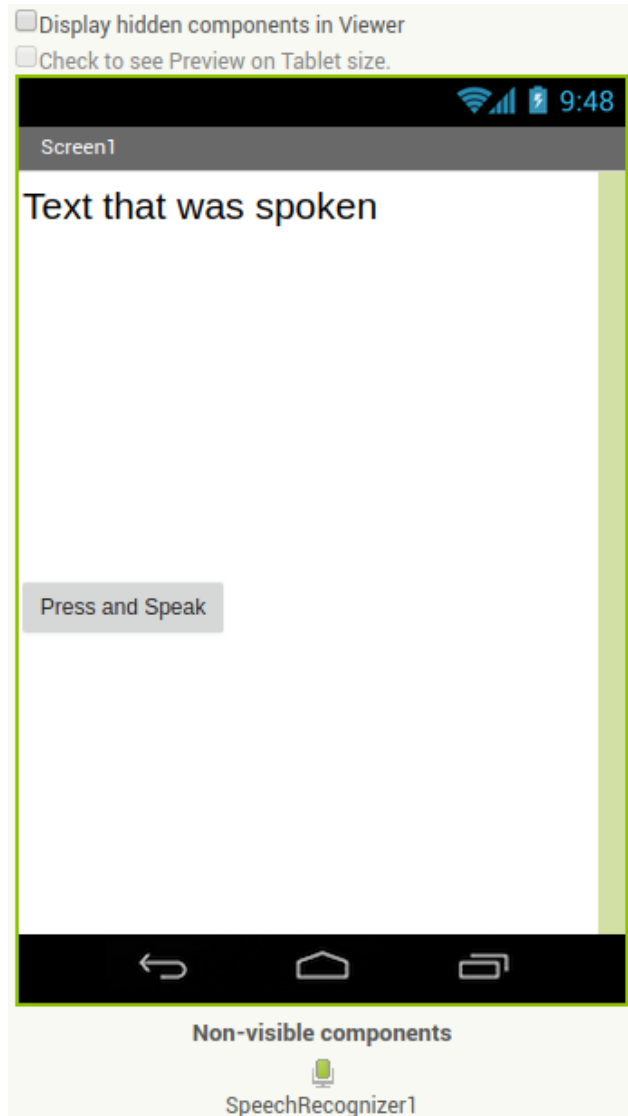 Display hidden components in Viewer
Check to see Preview on Tablet size.
9:48
Screen1
Text that was spoken
Press and Speak
Non-visible components
SpeechRecognizer1